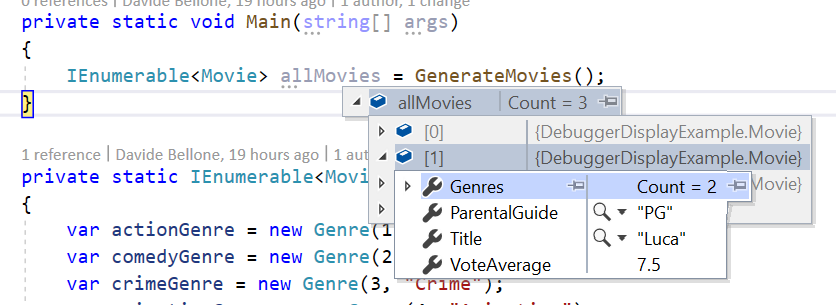 0 references | Davide Bellone, 19 hours ago | 1 author, 1 change
private static void Main(string[] args)
{
IEnumerable<Movie> allMovies = GenerateMovies();
}
allMovies Count = 3
[0] {DebuggerDisplayExample.Movie}
1 reference | Davide Bellone, 19 hours ago | 1 aut
[1] {DebuggerDisplayExample.Movie}
private static IEnumerable<Movi
Genres Count = 2
{
ParentalGuide "PG"
var actionGenre = new Genre(1
Title "Luca"
var comedyGenre = new Genre(2
VoteAverage 7.5
var crimeGenre = new Genre(3, "Crime");